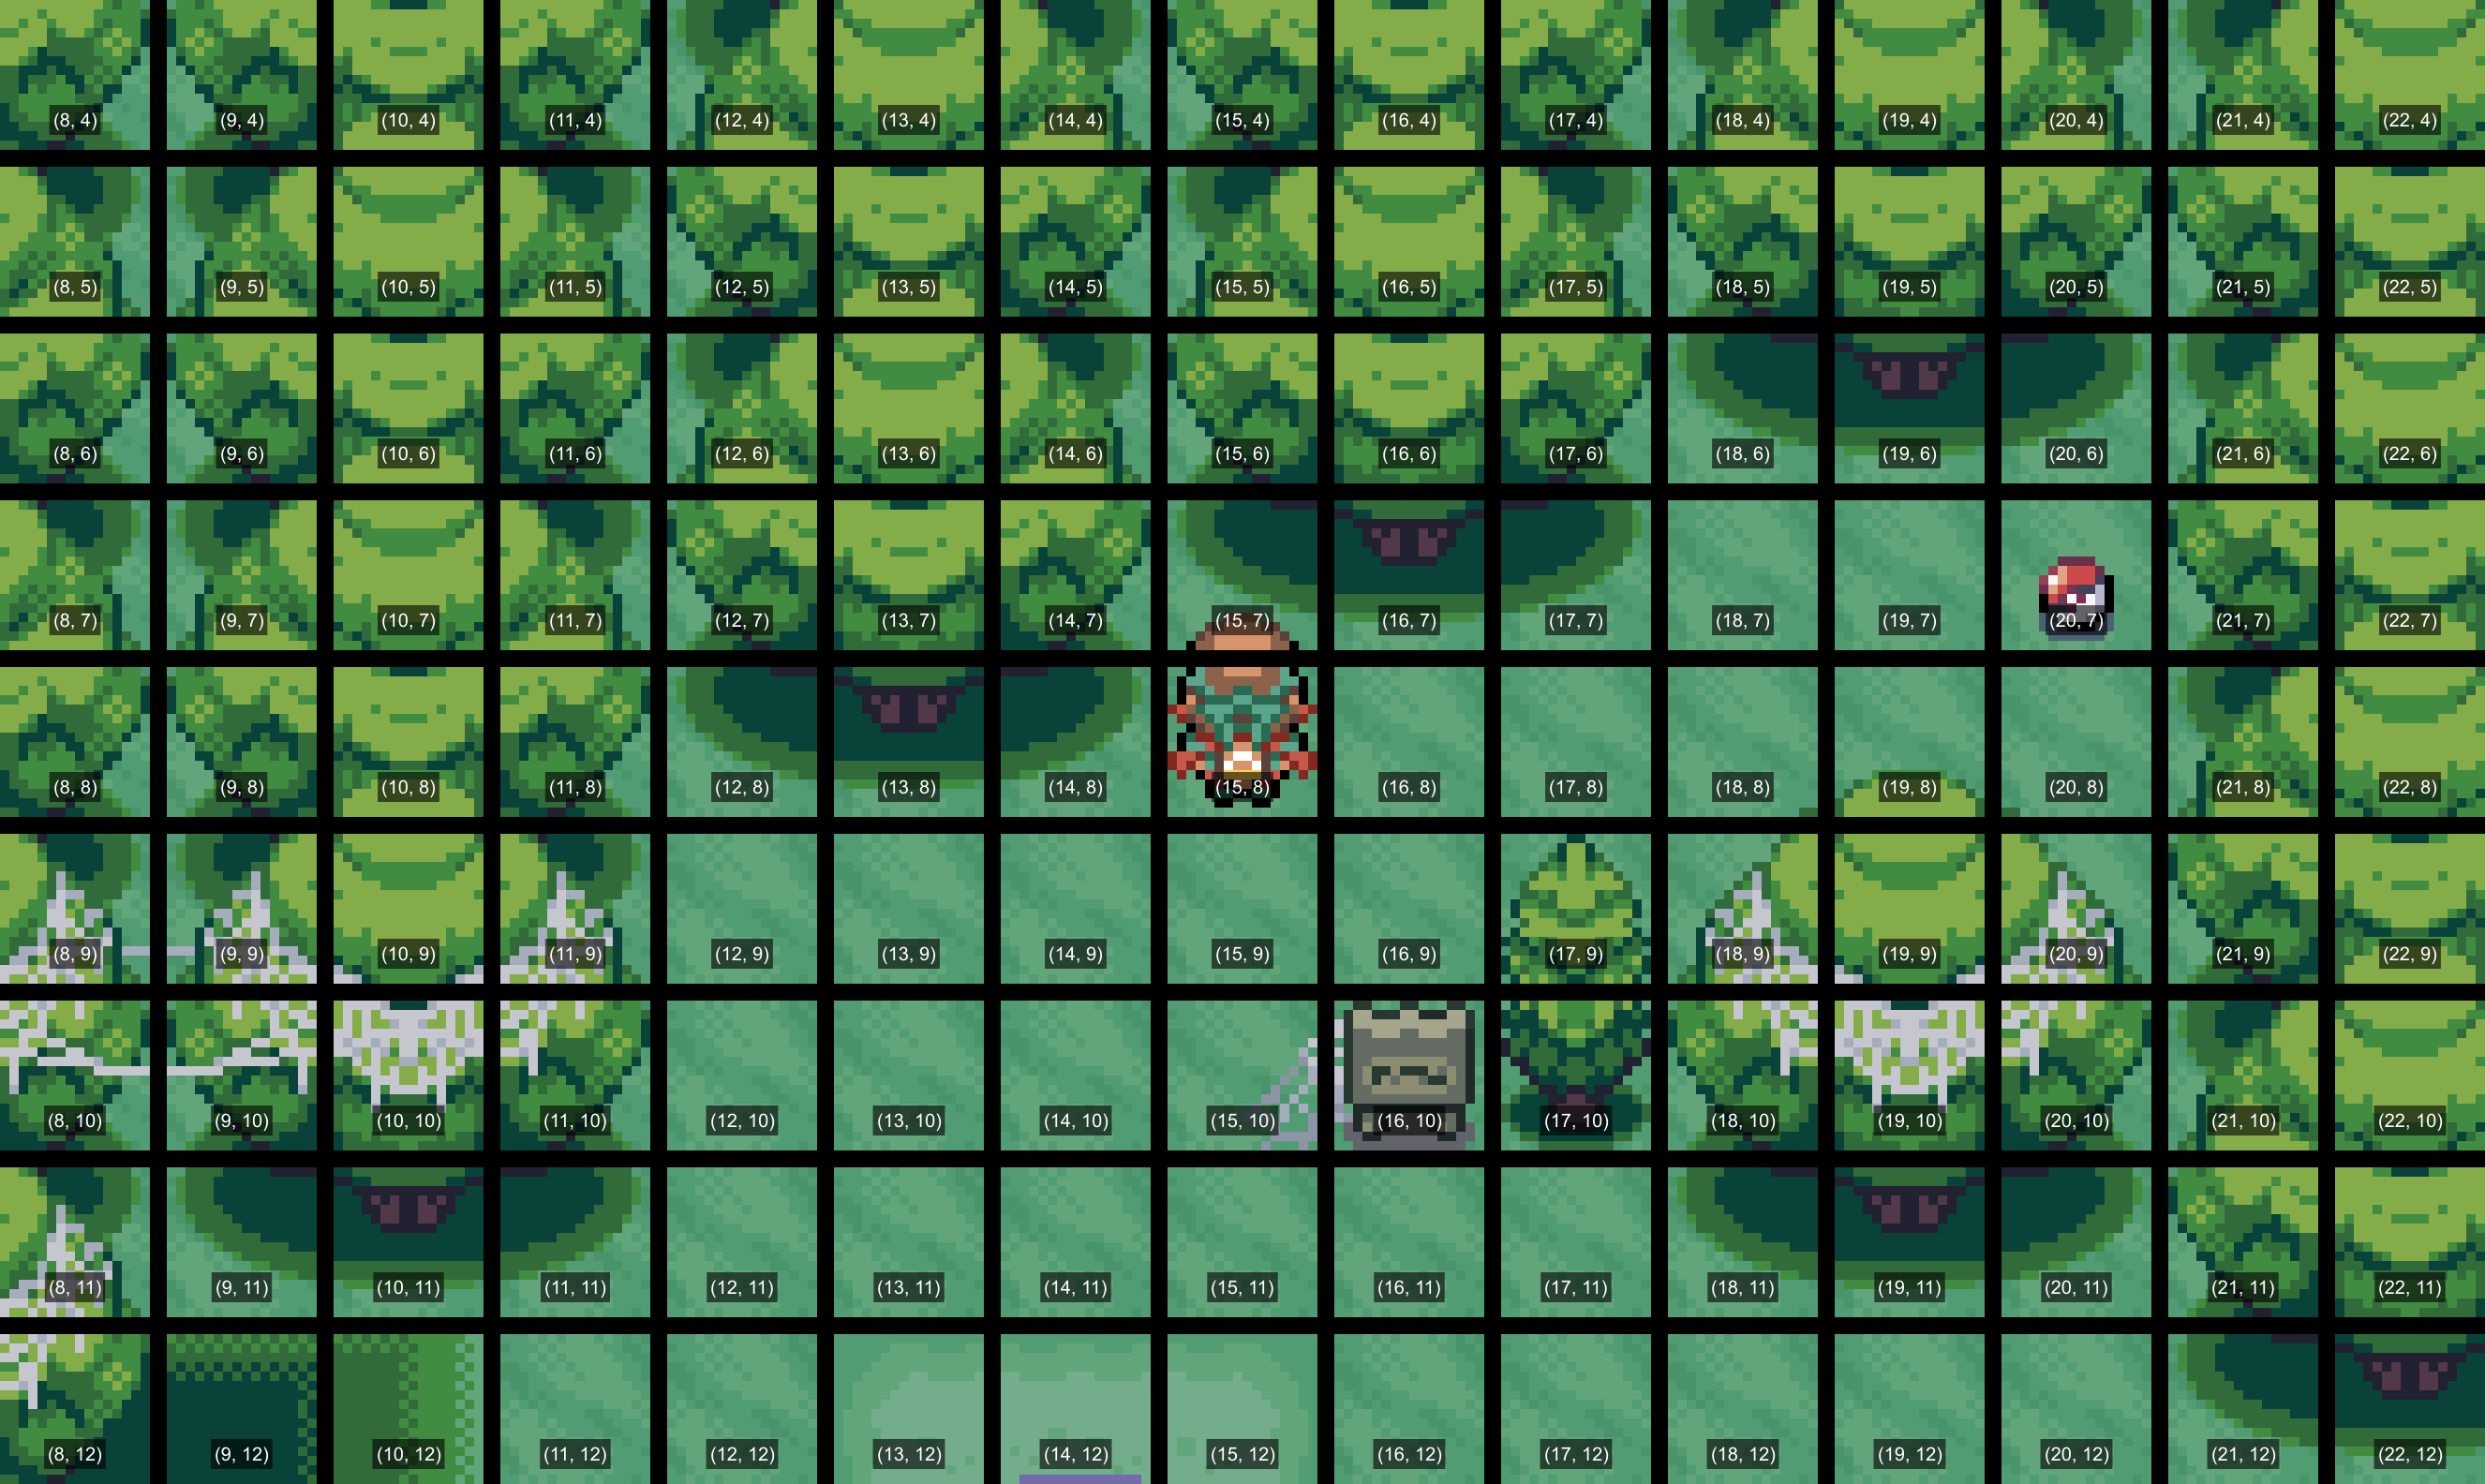 (8, 4) (9, 4) (10, 4) (11, 4) (12, 4) (13, 4) (14, 4) (15, 4) (16, 4) (17, 4) (18, 4) (19, 4) (20, 4) (21, 4) (22, 4)
(8, 5) (9, 5) (10, 5) (11, 5) (12, 5) (13, 5) (14, 5) (15, 5) (16, 5) (17, 5) (18, 5) (19, 5) (20, 5) (21, 5) (22, 5)
(8, 6) (9, 6) (10, 6) (11, 6) (12, 6) (13, 6) (14, 6) (15, 6) (16, 6) (17, 6) (18, 6) (19, 6) (20, 6) (21, 6) (22, 6)
(8, 7) (9, 7) (10, 7) (11, 7) (12, 7) (13, 7) (14, 7) (15, 7) (16, 7) (17, 7) (18, 7) (19, 7) (20, 7) (21, 7) (22, 7)
(8, 8) (9, 8) (10, 8) (11, 8) (12, 8) (13, 8) (14, 8) (15, 8) (16, 8) (17, 8) (18, 8) (19, 8) (20, 8) (21, 8) (22, 8)
(8, 9) (9, 9) (10, 9) (11, 9) (12, 9) (13, 9) (14, 9) (15, 9) (16, 9) (17, 9) (18, 9) (19, 9) (20, 9) (21, 9) (22, 9)
(8, 10) (9, 10) (10, 10) (11, 10) (12, 10) (13, 10) (14, 10) (15, 10) (16, 10) (17, 10) (18, 10) (19, 10) (20, 10) (21, 10) (22, 10)
(8, 11) (9, 11) (10, 11) (11, 11) (12, 11) (13, 11) (14, 11) (15, 11) (16, 11) (17, 11) (18, 11) (19, 11) (20, 11) (21, 11) (22, 11)
(8, 12) (9, 12) (10, 12) (11, 12) (12, 12) (13, 12) (14, 12) (15, 12) (16, 12) (17, 12) (18, 12) (19, 12) (20, 12) (21, 12) (22, 12)